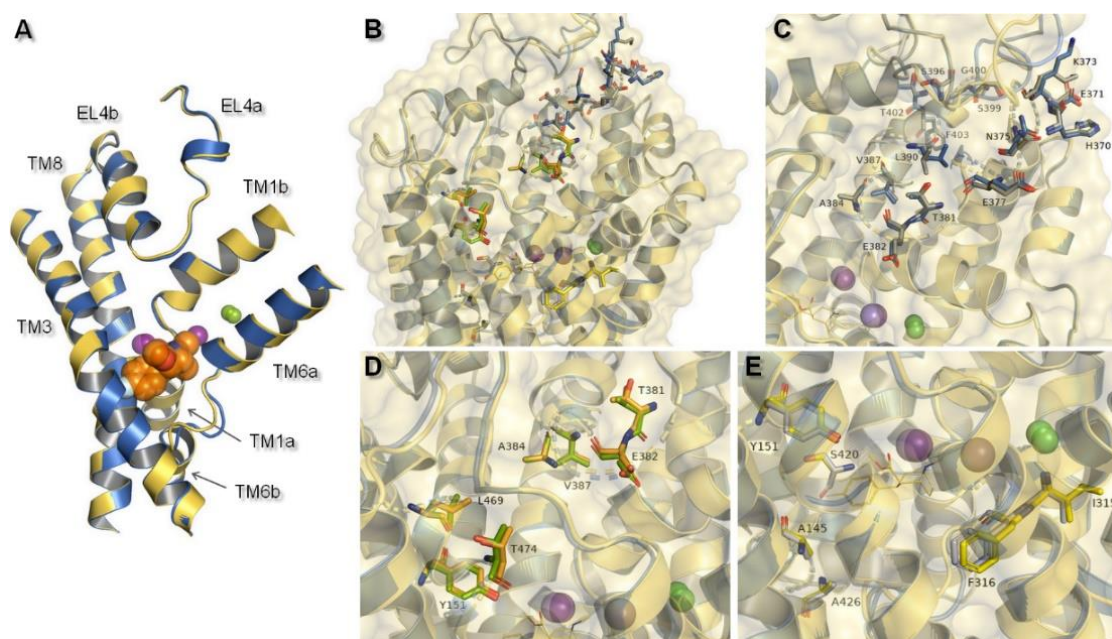 A
EL4b
EL4a
TM8
TM1b
TM3
TM6a
TM1a
TM6b
B
C
S396
G400
K373
E371
T402
S399
F403
N375
H370
L390
V387
A384
E377
T381
E382
D
T381
A384
E382
V387
L469
T474
Y151
E
Y151
S420
I315
A145
F316
A426